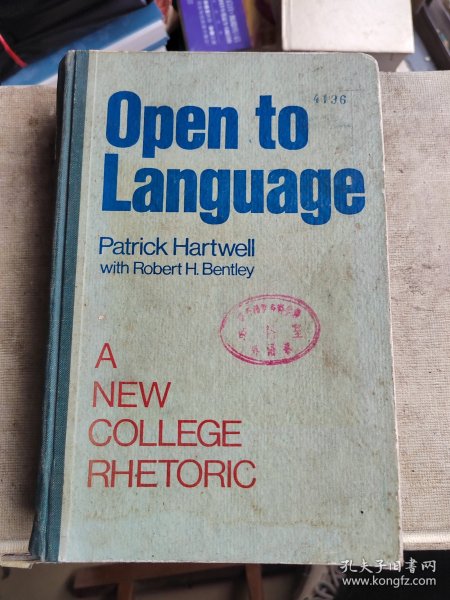 4196
Open to
Language
Patrick Hartwell
with Robert H. Bentley
A
NEW
COLLEGE
RHETORIC
孔夫子旧书网
www.kongfz.com